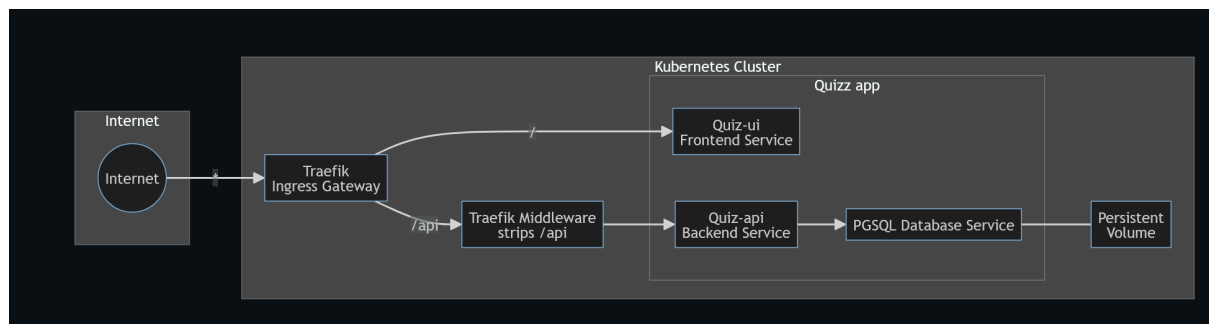 Kubernetes Cluster
Quizz app
Internet
Internet
*
Traefik
Ingress Gateway
/
Quiz-ui
Frontend Service
/api
Traefik Middleware
strips /api
Quiz-api
Backend Service
PGSQL Database Service
Persistent
Volume